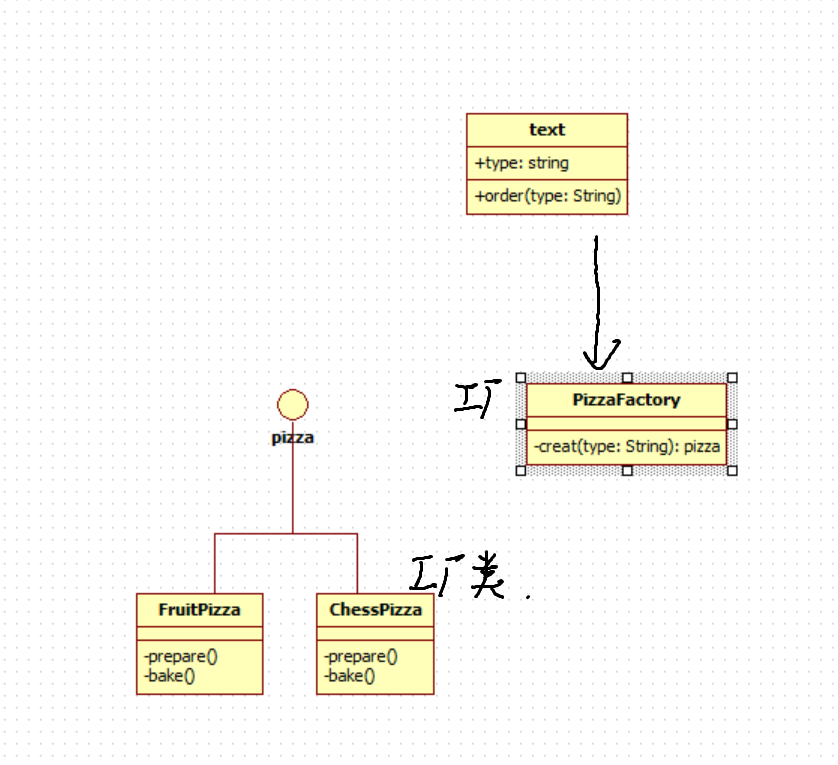 text
+type: string
+order(type: String)
工厂
PizzaFactory
-creat(type: String): pizza
pizza
工厂类.
FruitPizza
-prepare()
-bake()
ChessPizza
-prepare()
-bake()